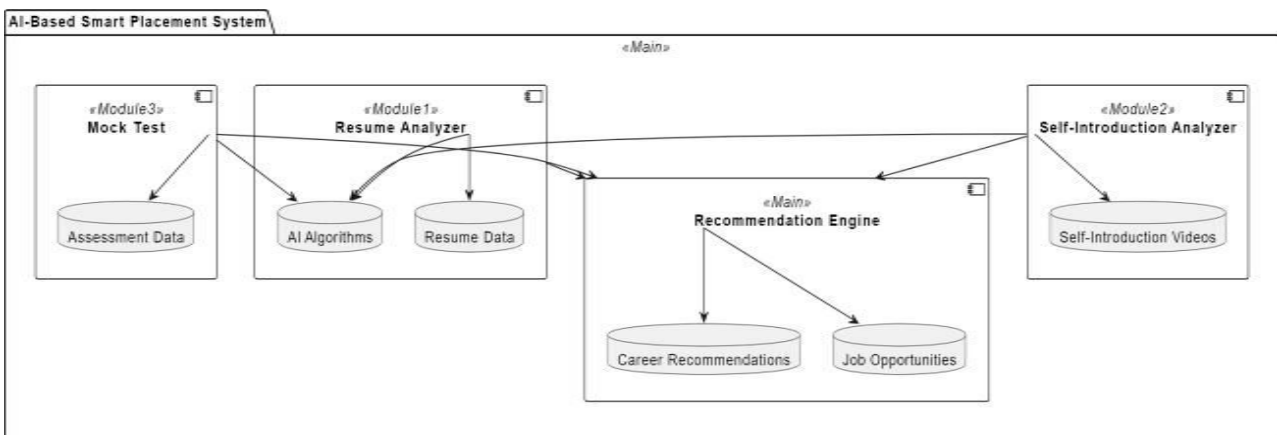 AI-Based Smart Placement System
«Main»
«Module3»
Mock Test
Assessment Data
«Module1»
Resume Analyzer
AI Algorithms
Resume Data
«Main»
Recommendation Engine
Career Recommendations
Job Opportunities
«Module2»
Self-Introduction Analyzer
Self-Introduction Videos